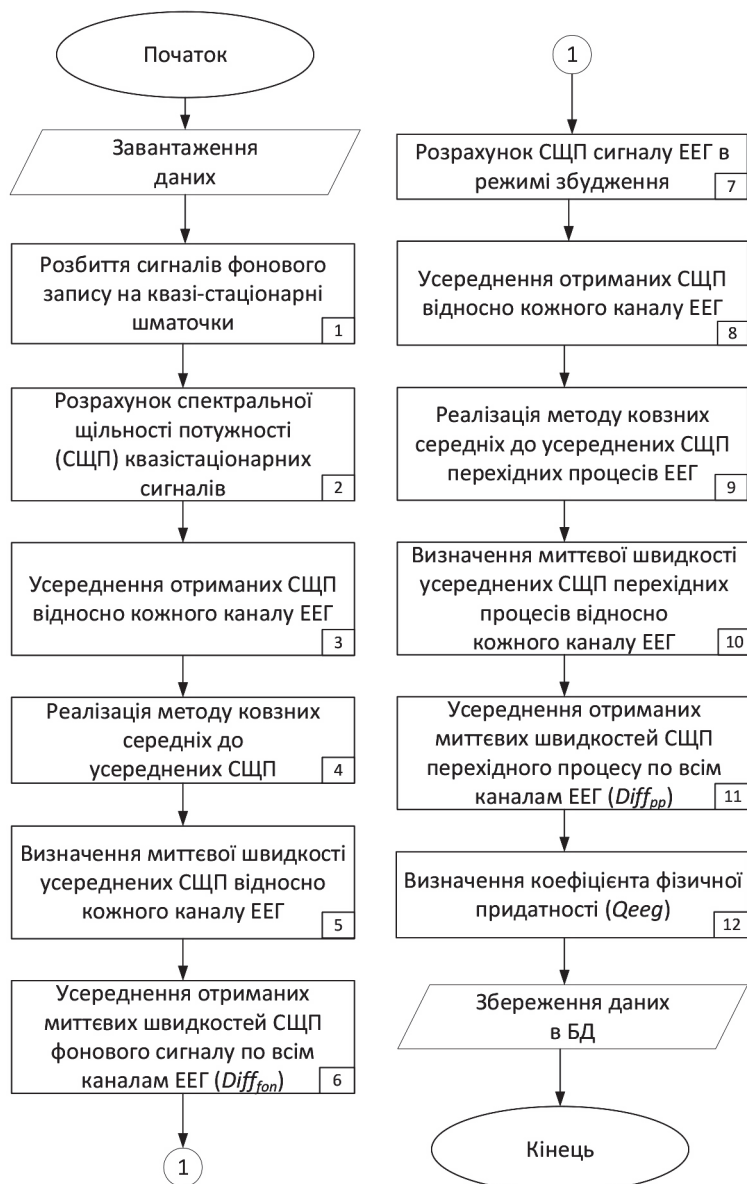 Початок
Завантаження
даних
Розбиття сигналів фонового
запису на квазі-стаціонарні
шматочки
1
Розрахунок спектральної
щільності потужності
(СЩП) квазістаціонарних
сигналів
2
Усереднення отриманих СЩП
відносно кожного каналу ЕЕГ
3
Реалізація методу ковзних
середніх до
усереднених СЩП
4
Визначення миттєвої швидкості
усереднених СЩП відносно
кожного каналу ЕЕГ
5
Усереднення отриманих
миттєвих швидкостей СЩП
фонового сигналу по всім
каналам ЕЕГ (Diff_fon)
6
1
1
Розрахунок СЩП сигналу ЕЕГ в
режимі збудження
7
Усереднення отриманих СЩП
відносно кожного каналу ЕЕГ
8
Реалізація методу ковзних
середніх до усереднених СЩП
перехідних процесів ЕЕГ
9
Визначення миттєвої швидкості
усереднених СЩП перехідних
процесів відносно
кожного каналу ЕЕГ
10
Усереднення отриманих
миттєвих швидкостей СЩП
перехідного процесу по всім
каналам ЕЕГ (Diff_pp)
11
Визначення коефіцієнта фізичної
придатності (Qeeg)
12
Збереження даних
в БД
Кінець